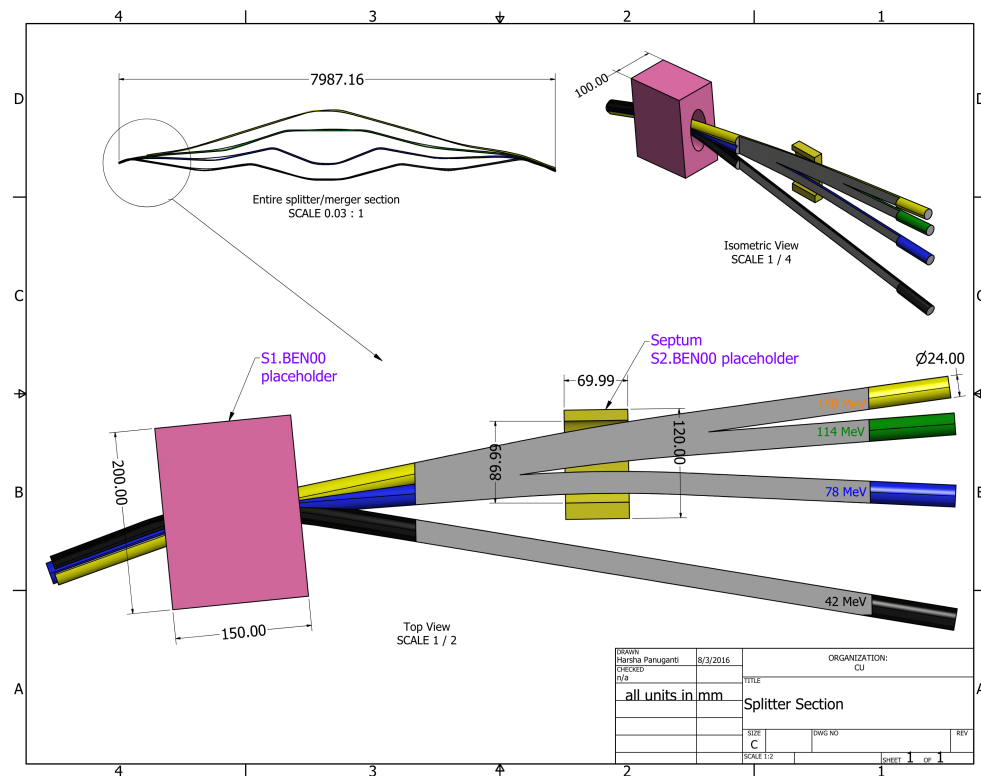 4
3
2
1
D
D
7987.16
100.00
Entire splitter/merger section
SCALE 0.03 : 1
Isometric View
SCALE 1 / 4
C
C
S1.BEN00
placeholder
Septum
S2.BEN00 placeholder
Ø24.00
69.99
66.68
120.00
114 MeV
200.00
B
B
78 MeV
42 MeV
150.00
Top View
SCALE 1 / 2
A
A
DRAWN
Harsha Panuganti
8/3/2016
CHECKED
n/a
all units in mm
ORGANIZATION:
CU
TITLE
Splitter Section
SIZE
C
DWG NO
REV
SCALE 1:2
SHEET 1 OF 1
4
3
2
1